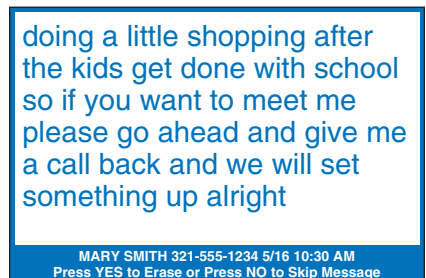 doing a little shopping after
the kids get done with school
so if you want to meet me
please go ahead and give me
a call back and we will set
something up alright
MARY SMITH 321-555-1234 5/16 10:30 AM
Press YES to Erase or Press NO to Skip Message